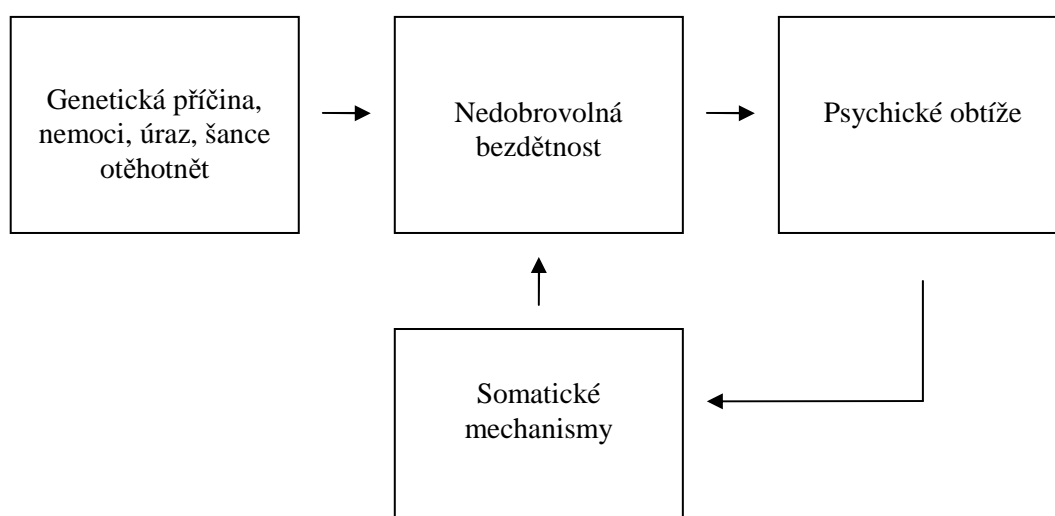 Genetická příčina,
nemoci, úraz, šance
otěhotnět
Nedobrovolná
bezdětnost
Psychické obtíže
Somatické
mechanismy